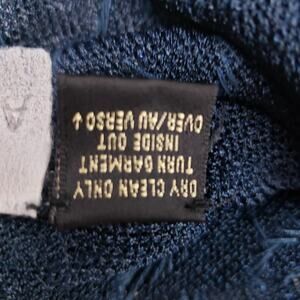 DRY CLEAN ONLY
TURN GARMENT
INSIDE OUT
OVER/AU VERSO↓
A